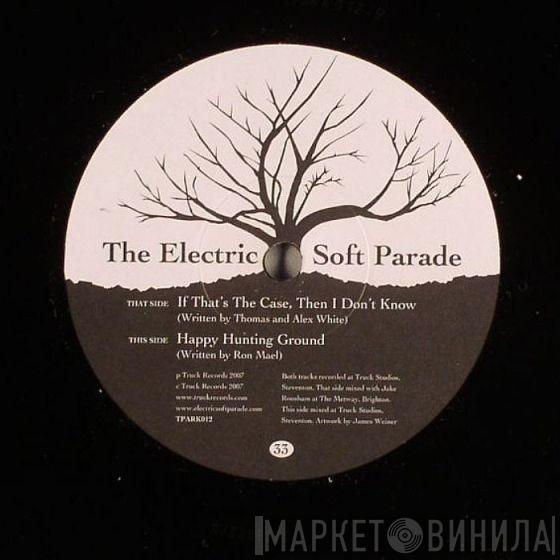 The Electric Soft Parade
THAT SIDE If That's The Case, Then I Don't Know
(Written by Thomas and Alex White)
THIS SIDE Happy Hunting Ground
(Written by Ron Mael)
p Truck Records 2007
c Truck Records 2007
www.truckrecords.com
www.electricsoftparade.com
TPARK012
Both tracks recorded at Truck Studios,
Steventon. That side mixed with Jake
Rousham at The Metway, Brighton.
This side mixed at Truck Studios,
Steventon. Artwork by James Weiner
33
МАРКЕТ ВИНИЛА